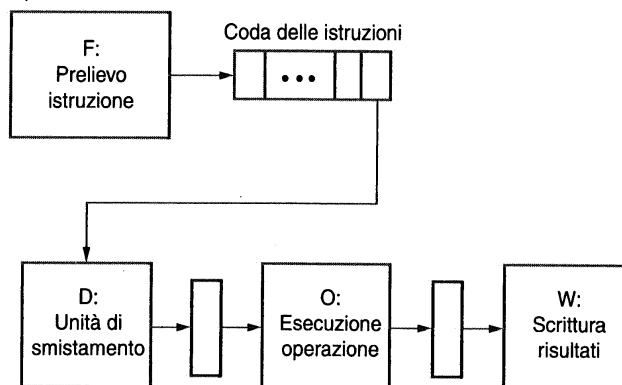 F:
Prelievo
istruzione
Coda delle istruzioni
D:
Unità di
smistamento
O:
Esecuzione
operazione
W:
Scrittura
risultati